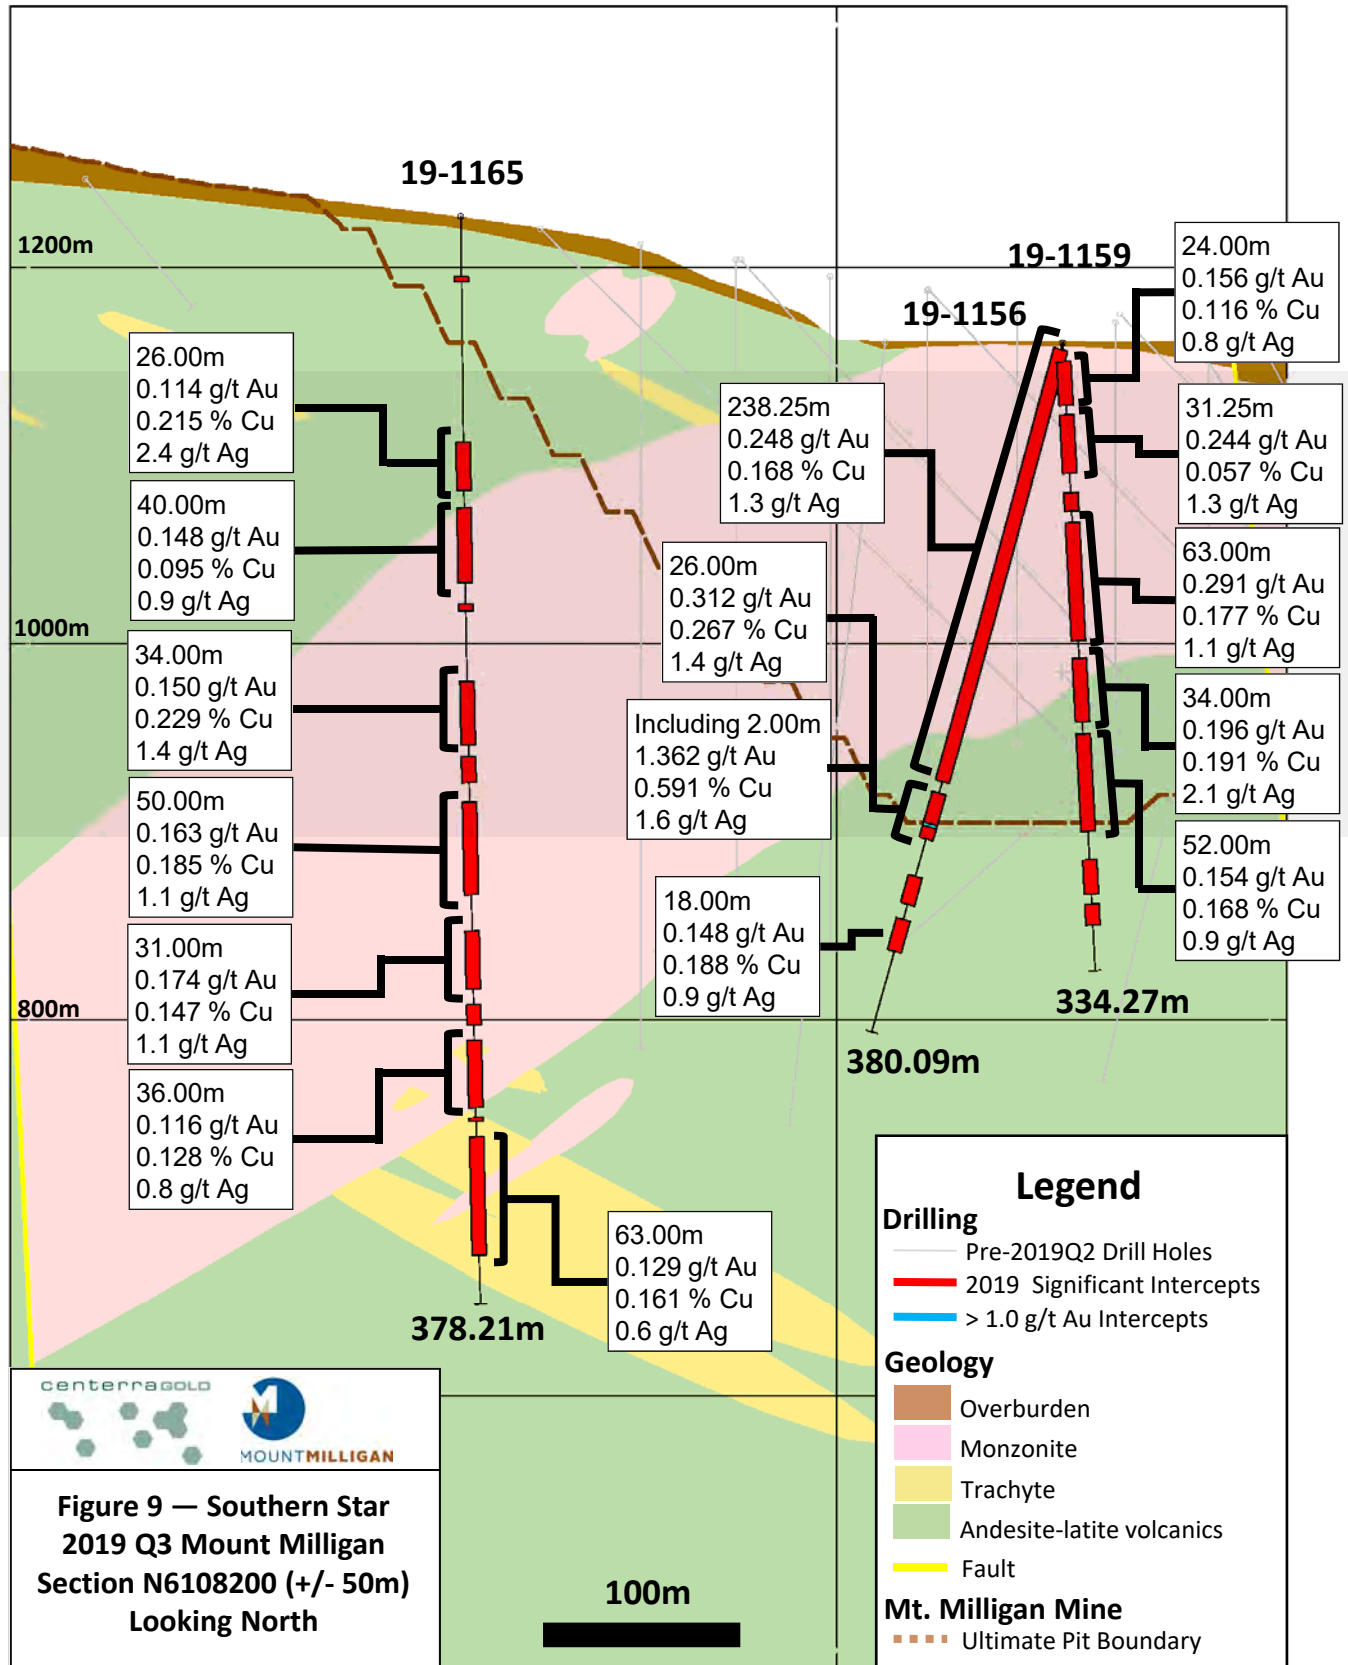 19-1165
1200m
19-1159
19-1156
24.00m
0.156 g/t Au
0.116 % Cu
0.8 g/t Ag
26.00m
0.114 g/t Au
0.215 % Cu
2.4 g/t Ag
238.25m
0.248 g/t Au
0.168 % Cu
1.3 g/t Ag
31.25m
0.244 g/t Au
0.057 % Cu
1.3 g/t Ag
40.00m
0.148 g/t Au
0.095 % Cu
0.9 g/t Ag
26.00m
0.312 g/t Au
0.267 % Cu
1.4 g/t Ag
63.00m
0.291 g/t Au
0.177 % Cu
1.1 g/t Ag
1000m
34.00m
0.150 g/t Au
0.229 % Cu
1.4 g/t Ag
Including 2.00m
1.362 g/t Au
0.591 % Cu
1.6 g/t Ag
34.00m
0.196 g/t Au
0.191 % Cu
2.1 g/t Ag
50.00m
0.163 g/t Au
0.185 % Cu
1.1 g/t Ag
52.00m
0.154 g/t Au
0.168 % Cu
0.9 g/t Ag
18.00m
0.148 g/t Au
0.188 % Cu
0.9 g/t Ag
31.00m
0.174 g/t Au
0.147 % Cu
1.1 g/t Ag
800m
334.27m
380.09m
36.00m
0.116 g/t Au
0.128 % Cu
0.8 g/t Ag
63.00m
0.129 g/t Au
0.161 % Cu
0.6 g/t Ag
378.21m
Legend
Drilling
Pre-2019Q2 Drill Holes
2019 Significant Intercepts
> 1.0 g/t Au Intercepts
Geology
Overburden
Monzonite
Trachyte
Andesite-latite volcanics
Fault
Mt. Milligan Mine
Ultimate Pit Boundary
centerraGOLD
MOUNTMILLIGAN
Figure 9 — Southern Star
2019 Q3 Mount Milligan
Section N6108200 (+/- 50m)
Looking North
100m